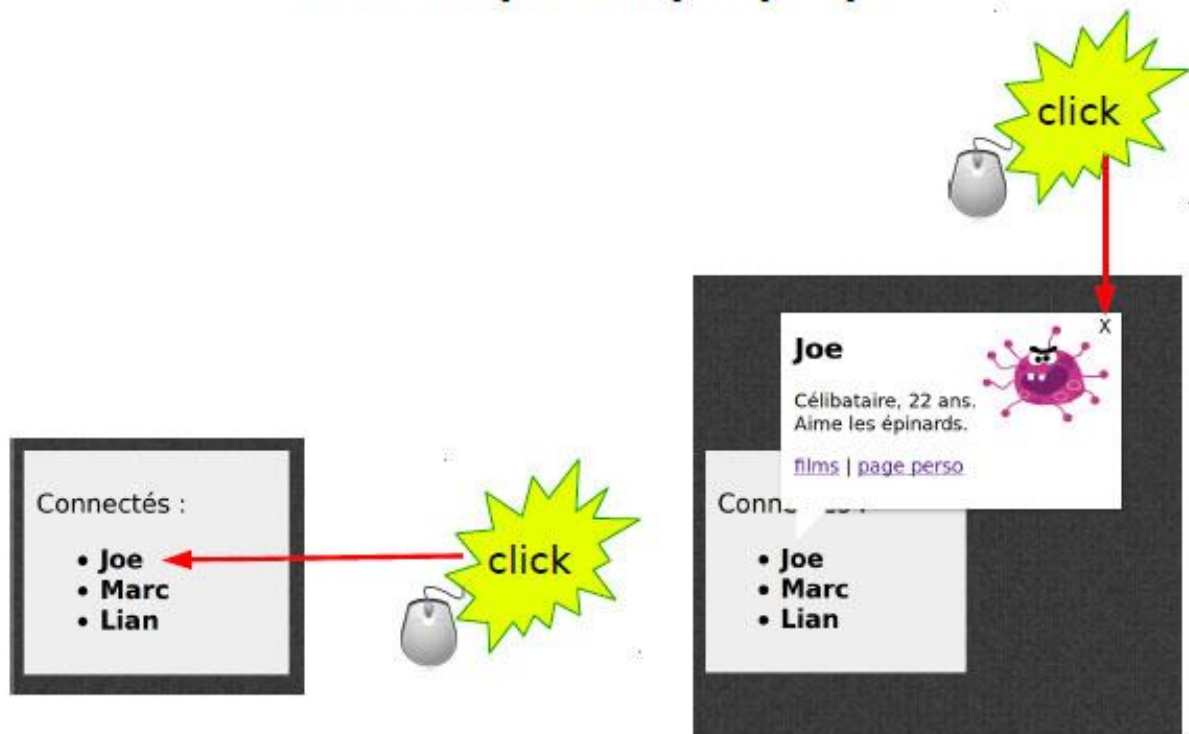 click
click
Connectés :
• Joe
• Marc
• Lian
X
Joe
Célibataire, 22 ans.
Aime les épinards.
films | page perso
• Joe
• Marc
• Lian